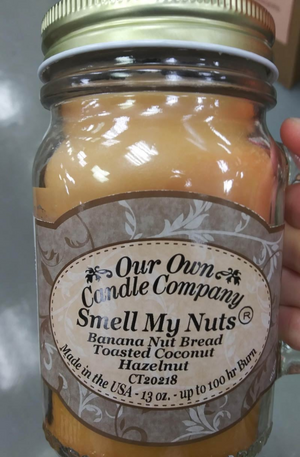 Our Own
Candle Company
Smell My Nuts®
Banana Nut Bread
Toasted Coconut
Hazelnut
CT20218
Made in the USA - 13 oz. - up to 100 hr Burn